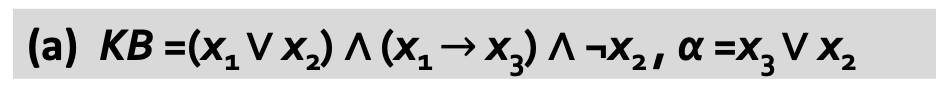 (a) KB =(x₁ ∨ x₂) ∧ (x₁ → x₃) ∧ ¬x₂, α =x₃ ∨ x₂